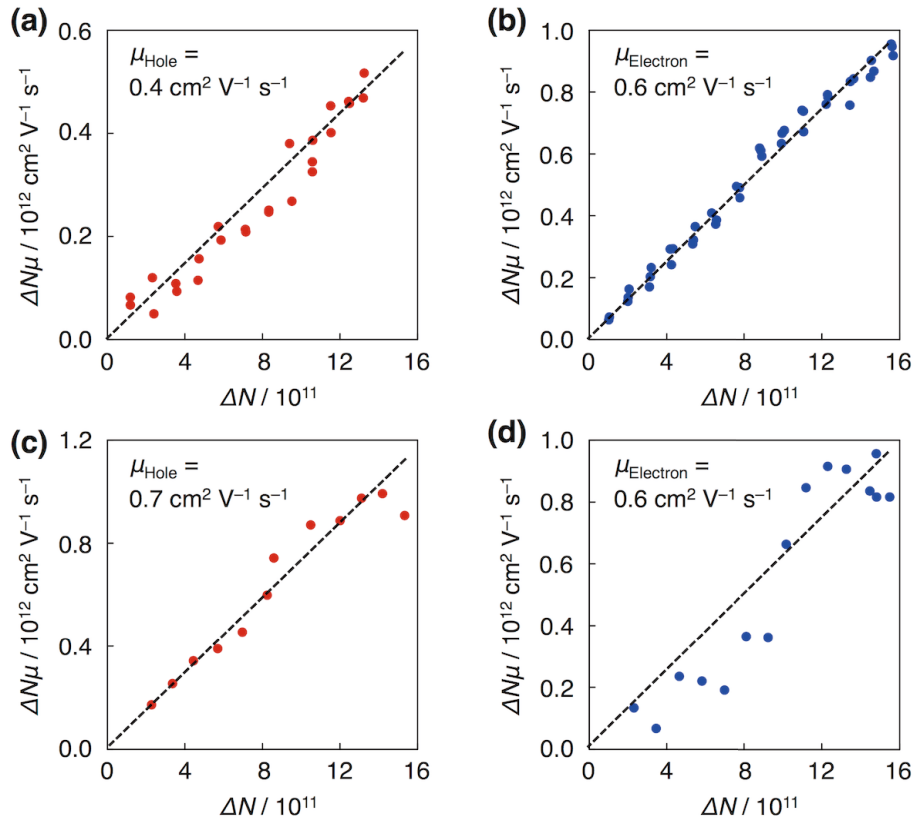 (a)
μHole =
0.4 cm² V⁻¹ s⁻¹
0.6
0.4
0.2
0.0
ΔNμ / 10¹² cm² V⁻¹ s⁻¹
0 4 8 12 16
ΔN / 10¹¹
(b)
μElectron =
0.6 cm² V⁻¹ s⁻¹
1.0
0.8
0.6
0.4
0.2
0.0
ΔNμ / 10¹² cm² V⁻¹ s⁻¹
0 4 8 12 16
ΔN / 10¹¹
(c)
μHole =
0.7 cm² V⁻¹ s⁻¹
1.2
0.8
0.4
0.0
ΔNμ / 10¹² cm² V⁻¹ s⁻¹
0 4 8 12 16
ΔN / 10¹¹
(d)
μElectron =
0.6 cm² V⁻¹ s⁻¹
1.0
0.8
0.6
0.4
0.2
0.0
ΔNμ / 10¹² cm² V⁻¹ s⁻¹
0 4 8 12 16
ΔN / 10¹¹